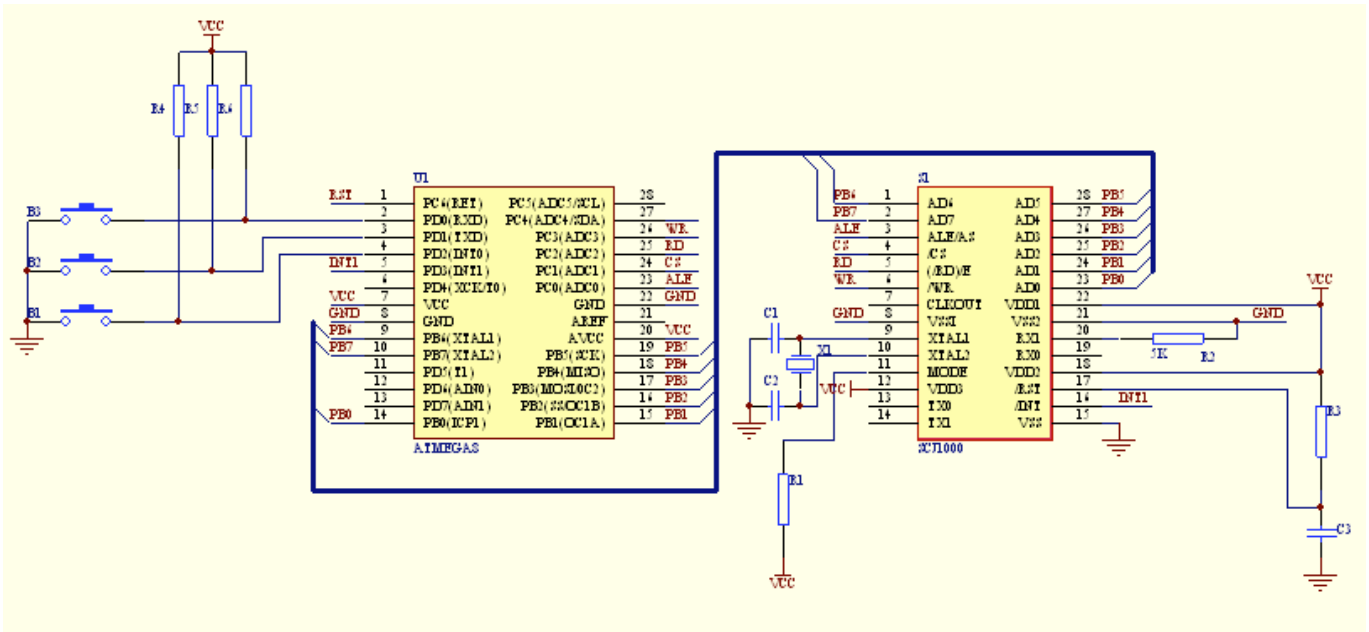 VCC
R4
R5
R6
B3
B2
B1
U1
RST 1 PC6(RET) PC5(ADC5/SCL) 28
2 PD0(RXD) PC4(ADC4/SDA) 27
3 PD1(TXD) PC3(ADC3) 26 WR
4 PD2(INT0) PC2(ADC2) 25 RD
INT1 5 PD3(INT1) PC1(ADC1) 24 CS
6 PD4(XCK/T0) PC0(ADC0) 23 ALE
VCC 7 VCC GND 22 GND
GND 8 GND AREF 21
PB6 9 PB6(XTAL1) AVCC 20 VCC
PB7 10 PB7(XTAL2) PB5(SCK) 19 PB5
11 PD5(T1) PB4(MISO) 18 PB4
12 PD6(AIN0) PB3(MOSI,OC2) 17 PB3
13 PD7(AIN1) PB2(SS/OC1B) 16 PB2
PB0 14 PB0(ICP1) PB1(OC1A) 15 PB1
ATMEGA8
S1
PB6 1 AD6 AD5 28 PB5
PB7 2 AD7 AD4 27 PB4
ALE 3 ALE/AS AD3 26 PB3
CS 4 /CS AD2 25 PB2
RD 5 (/RD)/E AD1 24 PB1
WR 6 /WR AD0 23 PB0
7 CLKOUT VDD1 22
GND 8 VSS1 VSS2 21 GND
9 XTAL1 RX1 20
10 XTAL2 RX0 19
11 MODE VDD2 18
VCC 12 VDD3 /RST 17
13 TX0 /INT 16 INT1
14 TX1 VSS 15
SCJ1000
C1
X1
C2
R1
VCC
5K
R2
VCC
R3
C3